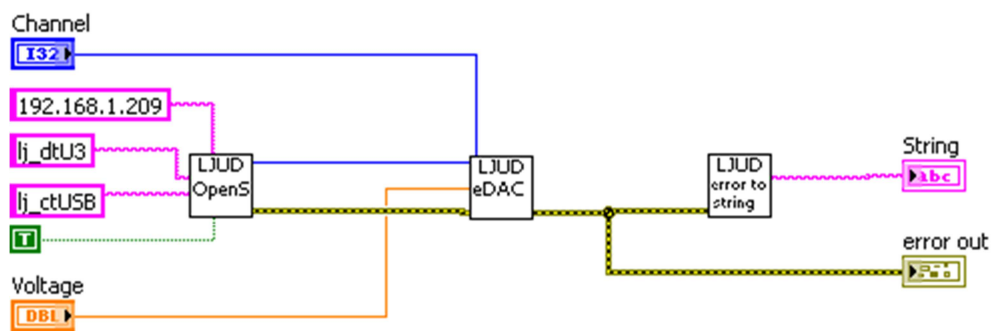 Channel
I32
192.168.1.209
lj_dtU3
lj_ctUSB
T
Voltage
DBL
LJUD
OpenS
LJUD
eDAC
LJUD
error to
string
String
abc
error out